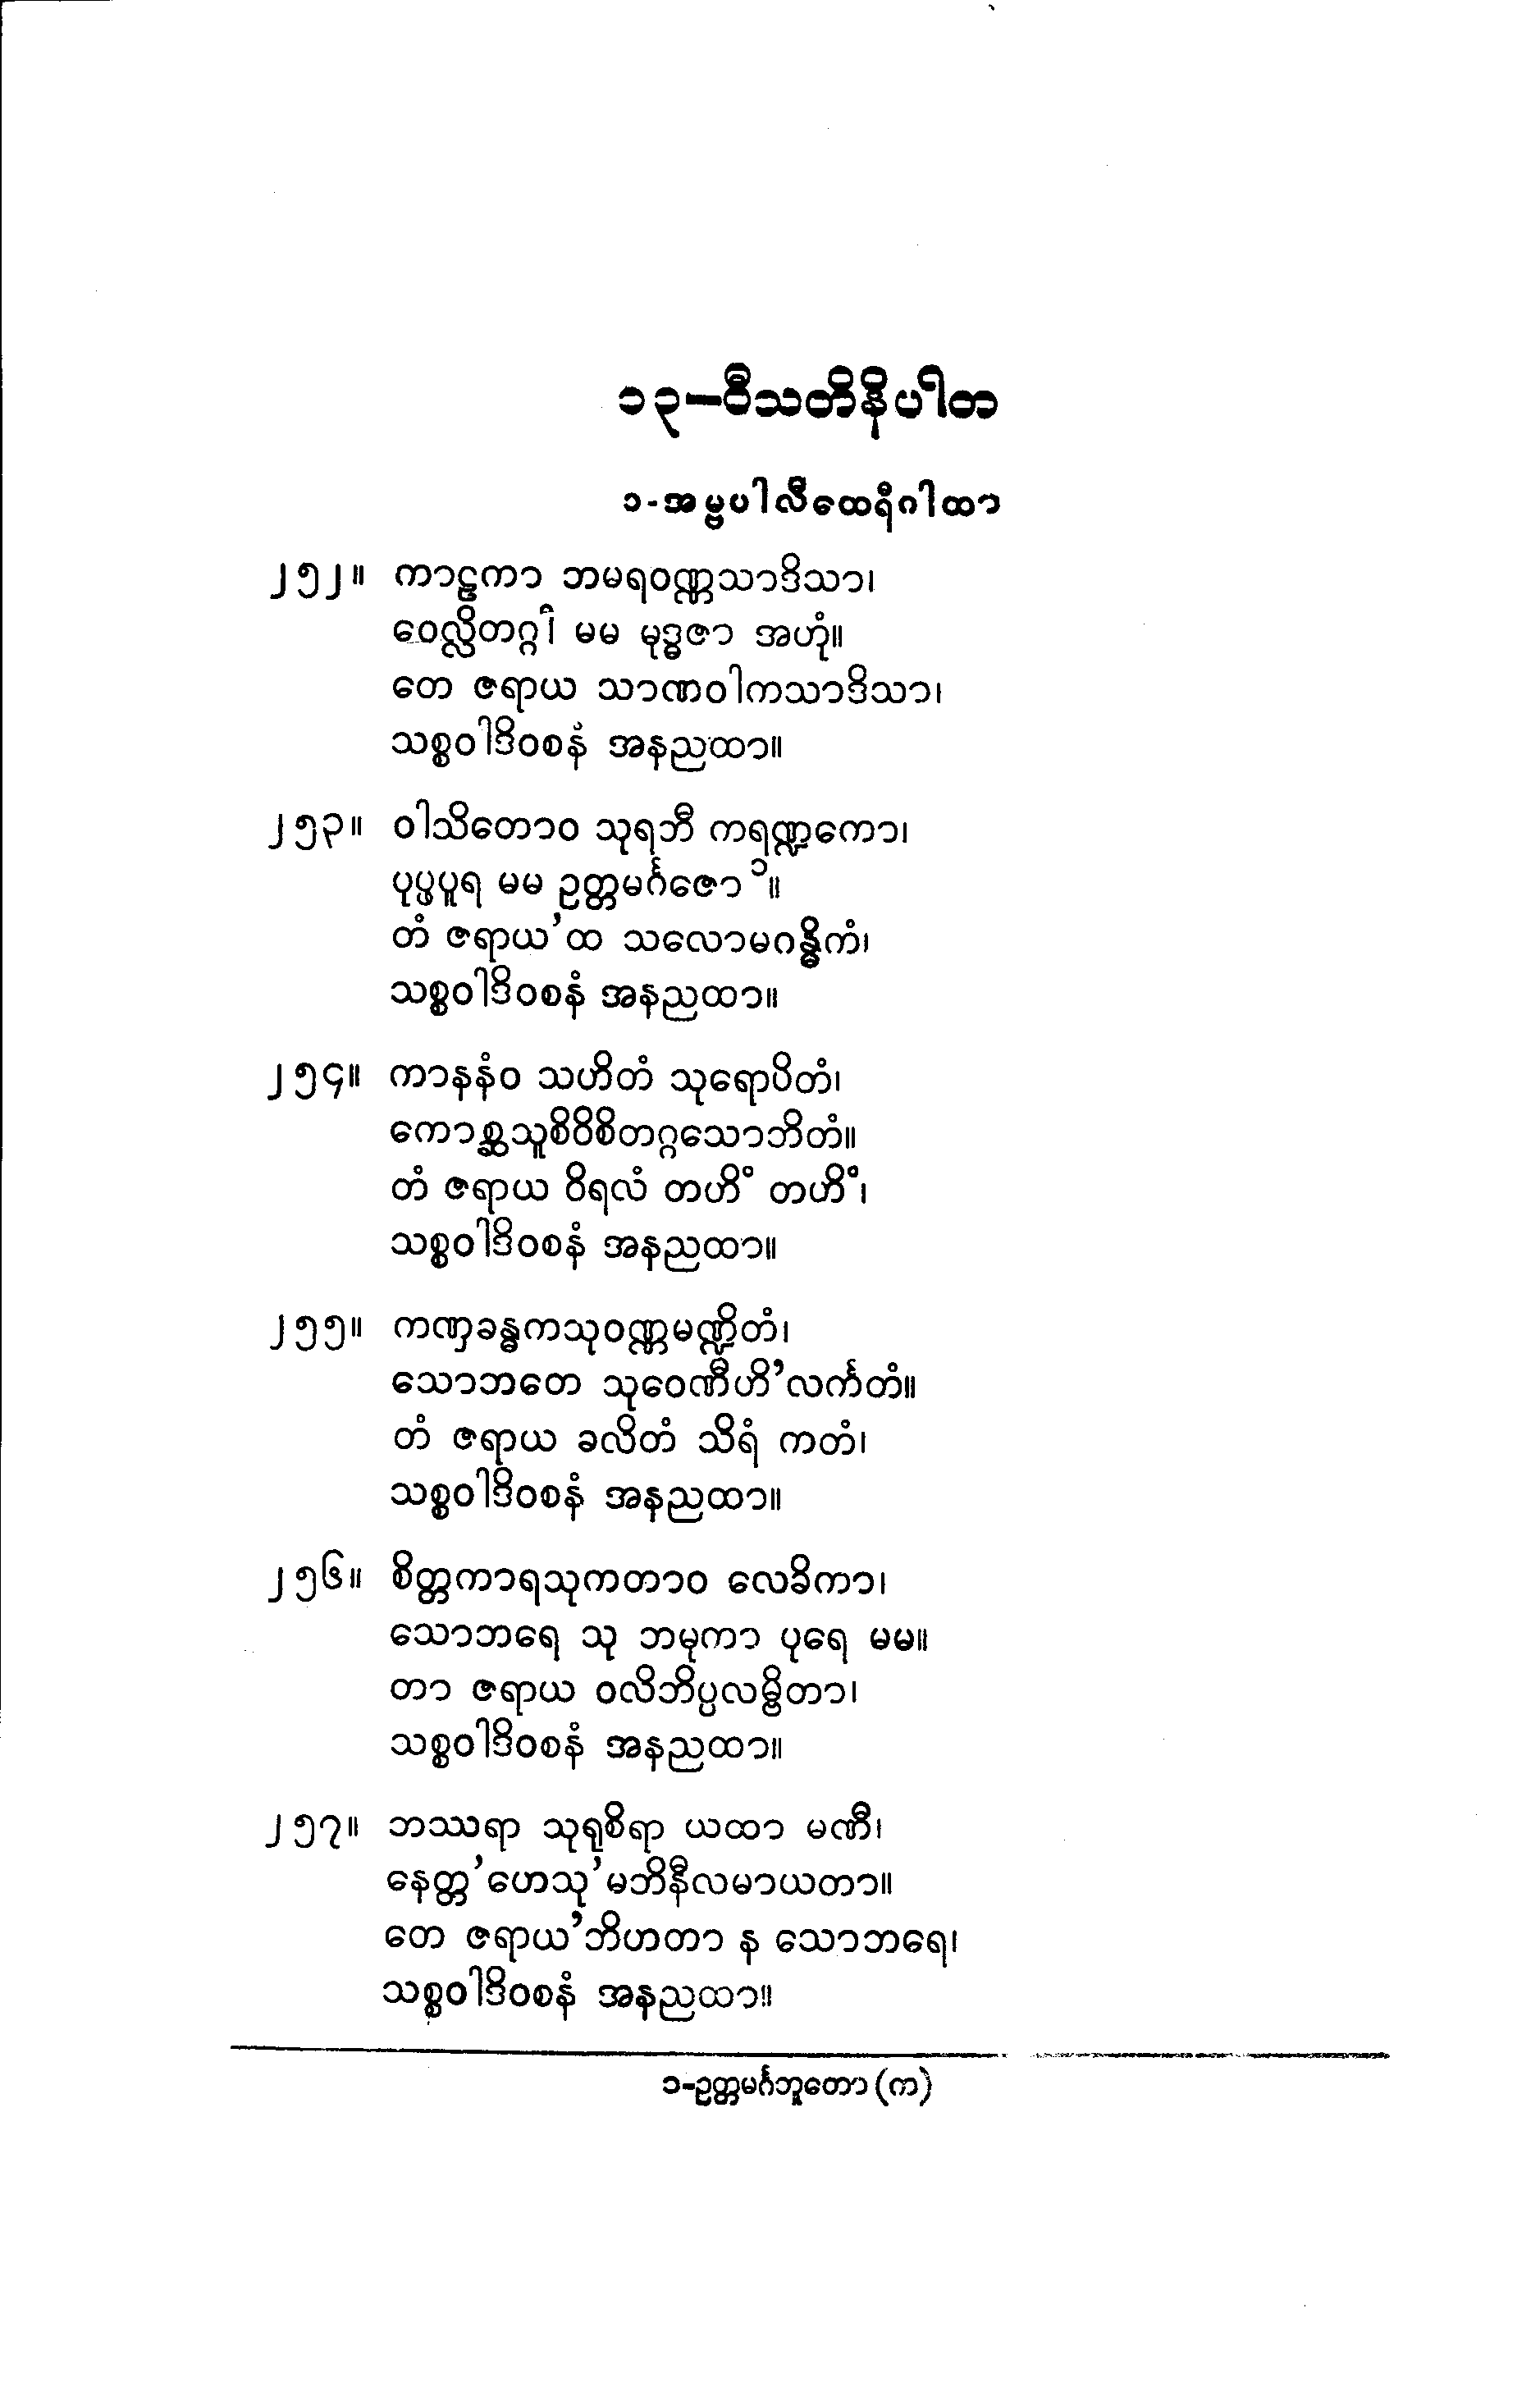 ၁၃−ဝီသတိနိပါတ
၁-အမ္ဗပါလီထေရီဂါထာ
၂၅၂။ ကာဠကာ ဘမရဝဏ္ဏသာဒိသာ၊
ဝေလ္လိတဂ္ဂါ မမ မုဒ္ဓဇာ အဟုံ။
တေ ဇရာယ သာဏဝါကသာဒိသာ၊
သစ္စဝါဒိဝစနံ အနညထာ။
၂၅၃။ ဝါသိတောဝ သုရဘီ ကရဏ္ဍကော၊
ပုပ္ဖပူရ မမ ဥတ္တမင်္ဂဇော ၁။
တံ ဇရာယ’ထ သလောမဂန္ဓိကံ၊
သစ္စဝါဒိဝစနံ အနညထာ။
၂၅၄။ ကာနနံဝ သဟိတံ သုရောပိတံ၊
ကောစ္ဆသူစိဝိစိတဂ္ဂသောဘိတံ။
တံ ဇရာယ ဝိရလံ တဟိံ တဟိံ၊
သစ္စဝါဒိဝစနံ အနညထာ။
၂၅၅။ ကဏှခန္ဓကသုဝဏ္ဏမဏ္ဍိတံ၊
သောဘတေ သုဝေဏီဟိ’လင်္ကတံ။
တံ ဇရာယ ခလိတံ သိရံ ကတံ၊
သစ္စဝါဒိဝစနံ အနညထာ။
၂၅၆။ စိတ္တကာရသုကတာဝ လေခိကာ၊
သောဘရေ သု ဘမုကာ ပုရေ မမ။
တာ ဇရာယ ဝလိဘိပ္ပလမ္ဗိတာ၊
သစ္စဝါဒိဝစနံ အနညထာ။
၂၅၇။ ဘဿရာ သုရုစိရာ ယထာ မဏီ၊
နေတ္တ’ဟေသု’မဘိနီလမာယတာ။
တေ ဇရာယ’ဘိဟတာ န သောဘရေ၊
သစ္စဝါဒိဝစနံ အနညထာ။
၁-ဥတ္တမင်္ဂဘူတော (က)